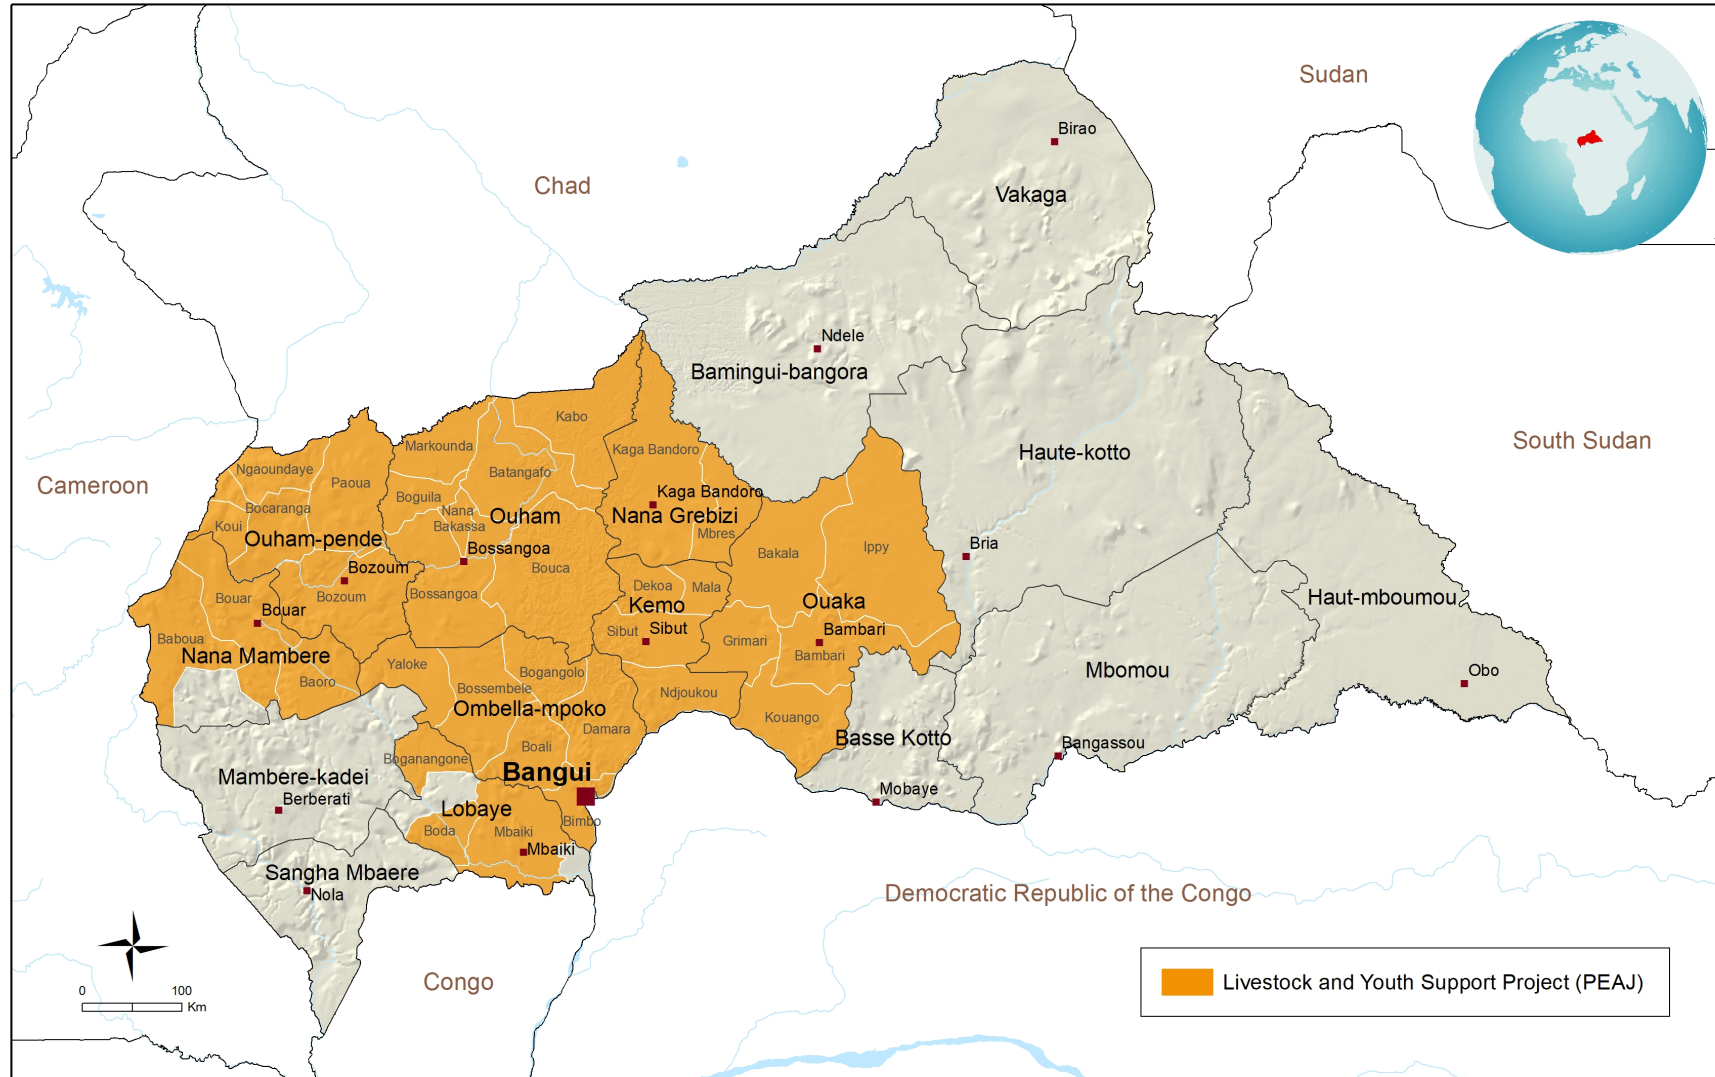 Sudan
Birao
Vakaga
Chad
Ndele
Bamingui-bangora
Kabo
Markounda
Kaga Bandoro
Haute-kotto
South Sudan
Ngaoundaye
Batangafo
Paoua
Cameroon
Boguila
Kaga Bandoro
Bocaranga
Nana
Bakassa
Ouham
Nana Grebizi
Koui
Ouham-pende
Mbres
Bria
Bossangoa
Bakala
Ippy
Bozoum
Bouca
Dekoa
Mala
Bozoum
Bossangoa
Bouar
Bouar
Kemo
Ouaka
Haut-mboumou
Sibut
Sibut
Bambari
Baboua
Grimari
Nana Mambere
Yaloke
Bambari
Bogangolo
Mbomou
Obo
Baoro
Bossembele
Ndjoukou
Ombella-mpoko
Kouango
Damara
Basse Kotto
Boali
Bangassou
Boganangone
Bangui
Mambere-kadei
Berberati
Mobaye
Lobaye
Bimbo
Boda
Mbaiki
Mbaiki
Sangha Mbaere
Nola
Democratic Republic of the Congo
Congo
0 100
Km
Livestock and Youth Support Project (PEAJ)